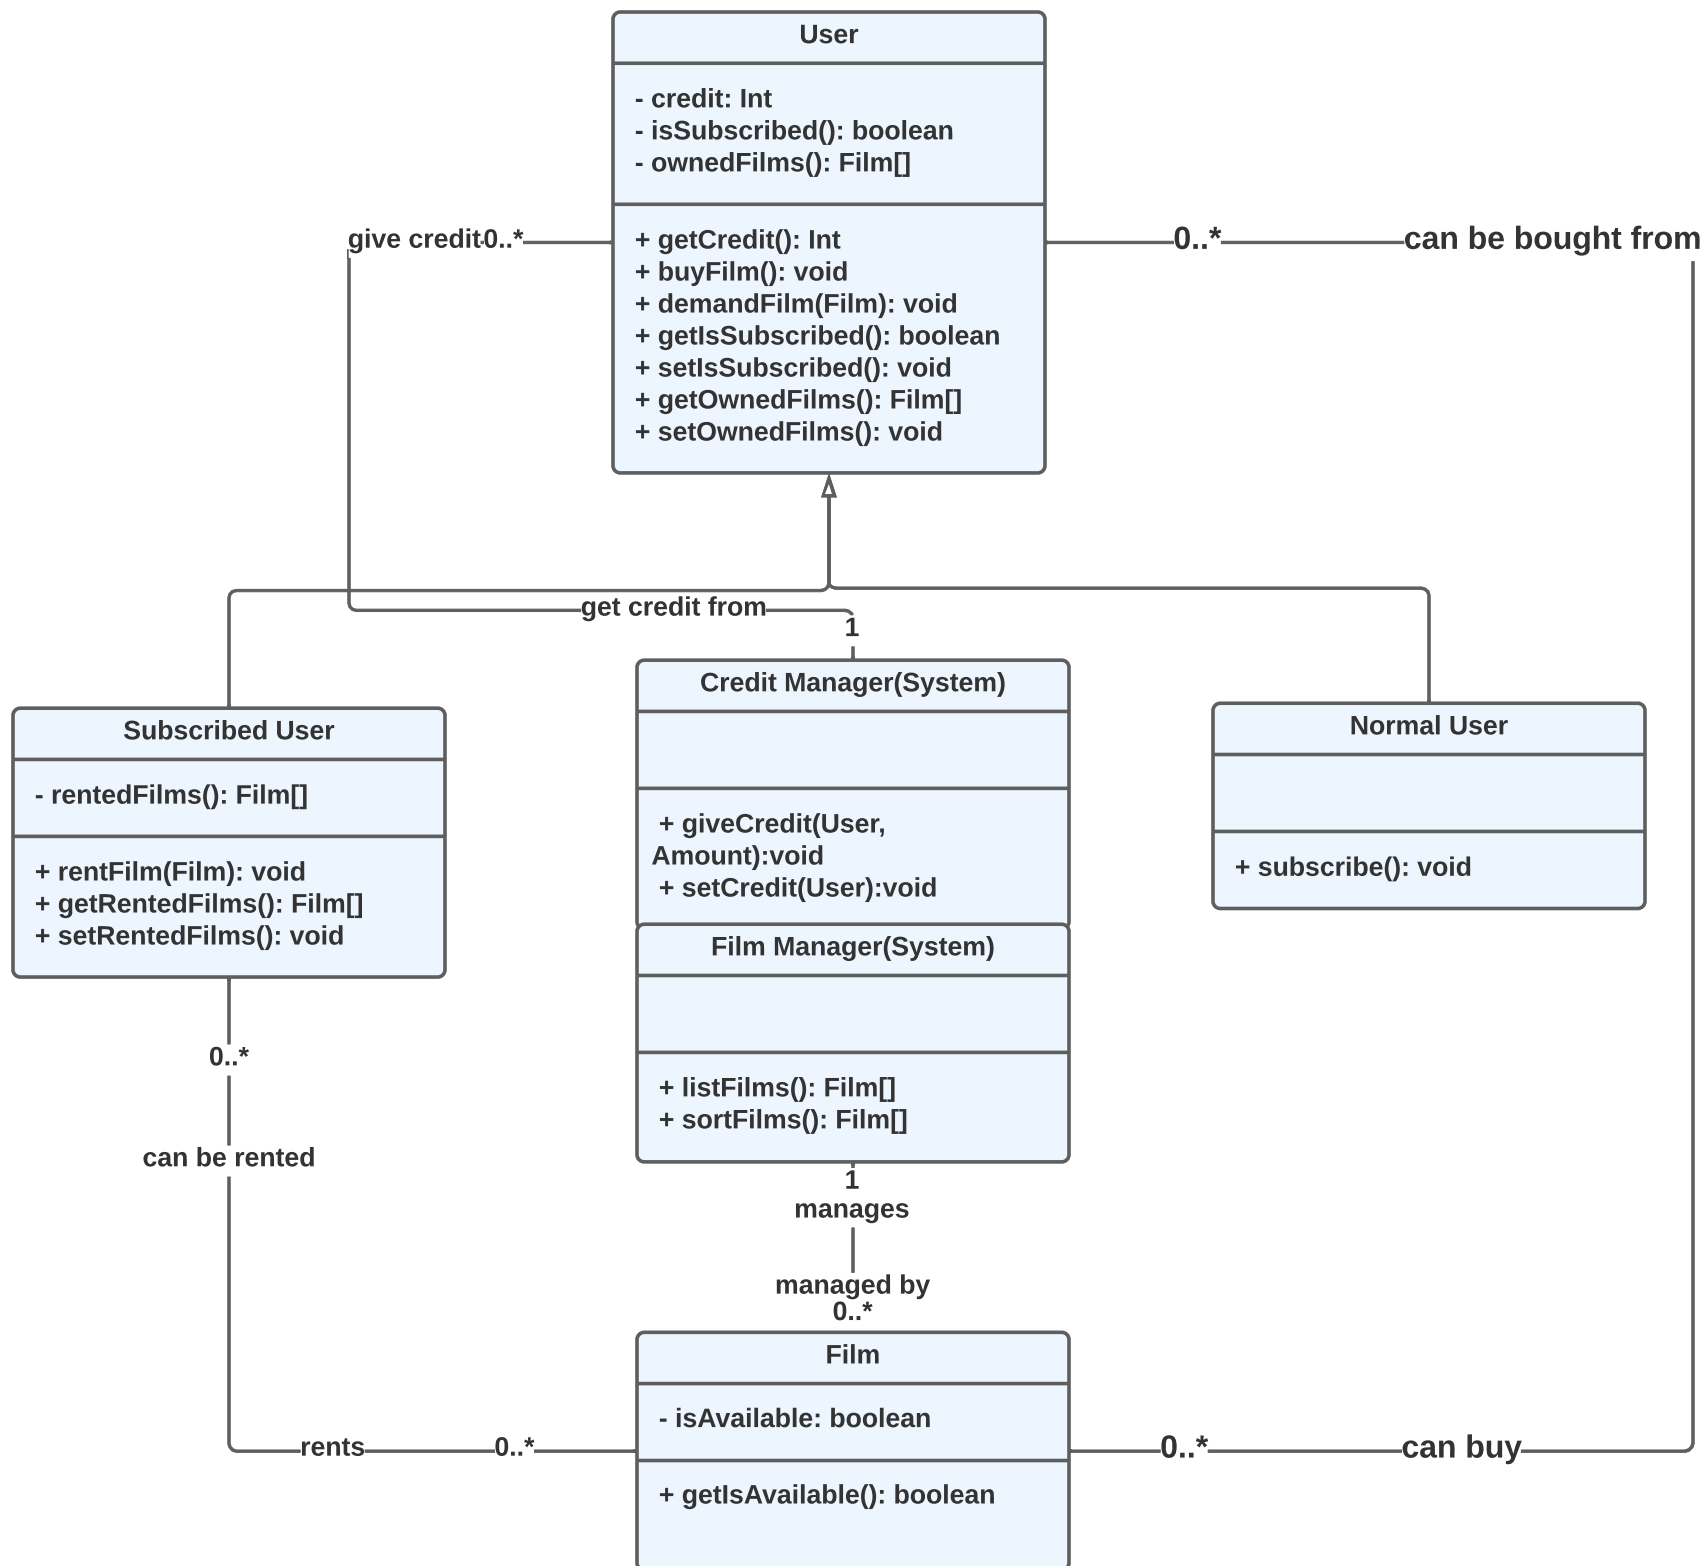 User
- credit: Int
- isSubscribed(): boolean
- ownedFilms(): Film[]
give credit 0..*
0..* can be bought from
+ getCredit(): Int
+ buyFilm(): void
+ demandFilm(Film): void
+ getIsSubscribed(): boolean
+ setIsSubscribed(): void
+ getOwnedFilms(): Film[]
+ setOwnedFilms(): void
get credit from
1
Subscribed User
- rentedFilms(): Film[]
+ rentFilm(Film): void
+ getRentedFilms(): Film[]
+ setRentedFilms(): void
Credit Manager(System)
+ giveCredit(User,
Amount):void
+ setCredit(User):void
Normal User
+ subscribe(): void
Film Manager(System)
+ listFilms(): Film[]
+ sortFilms(): Film[]
0..*
can be rented
1
manages
managed by
0..*
Film
- isAvailable: boolean
+ getIsAvailable(): boolean
rents 0..*
0..* can buy